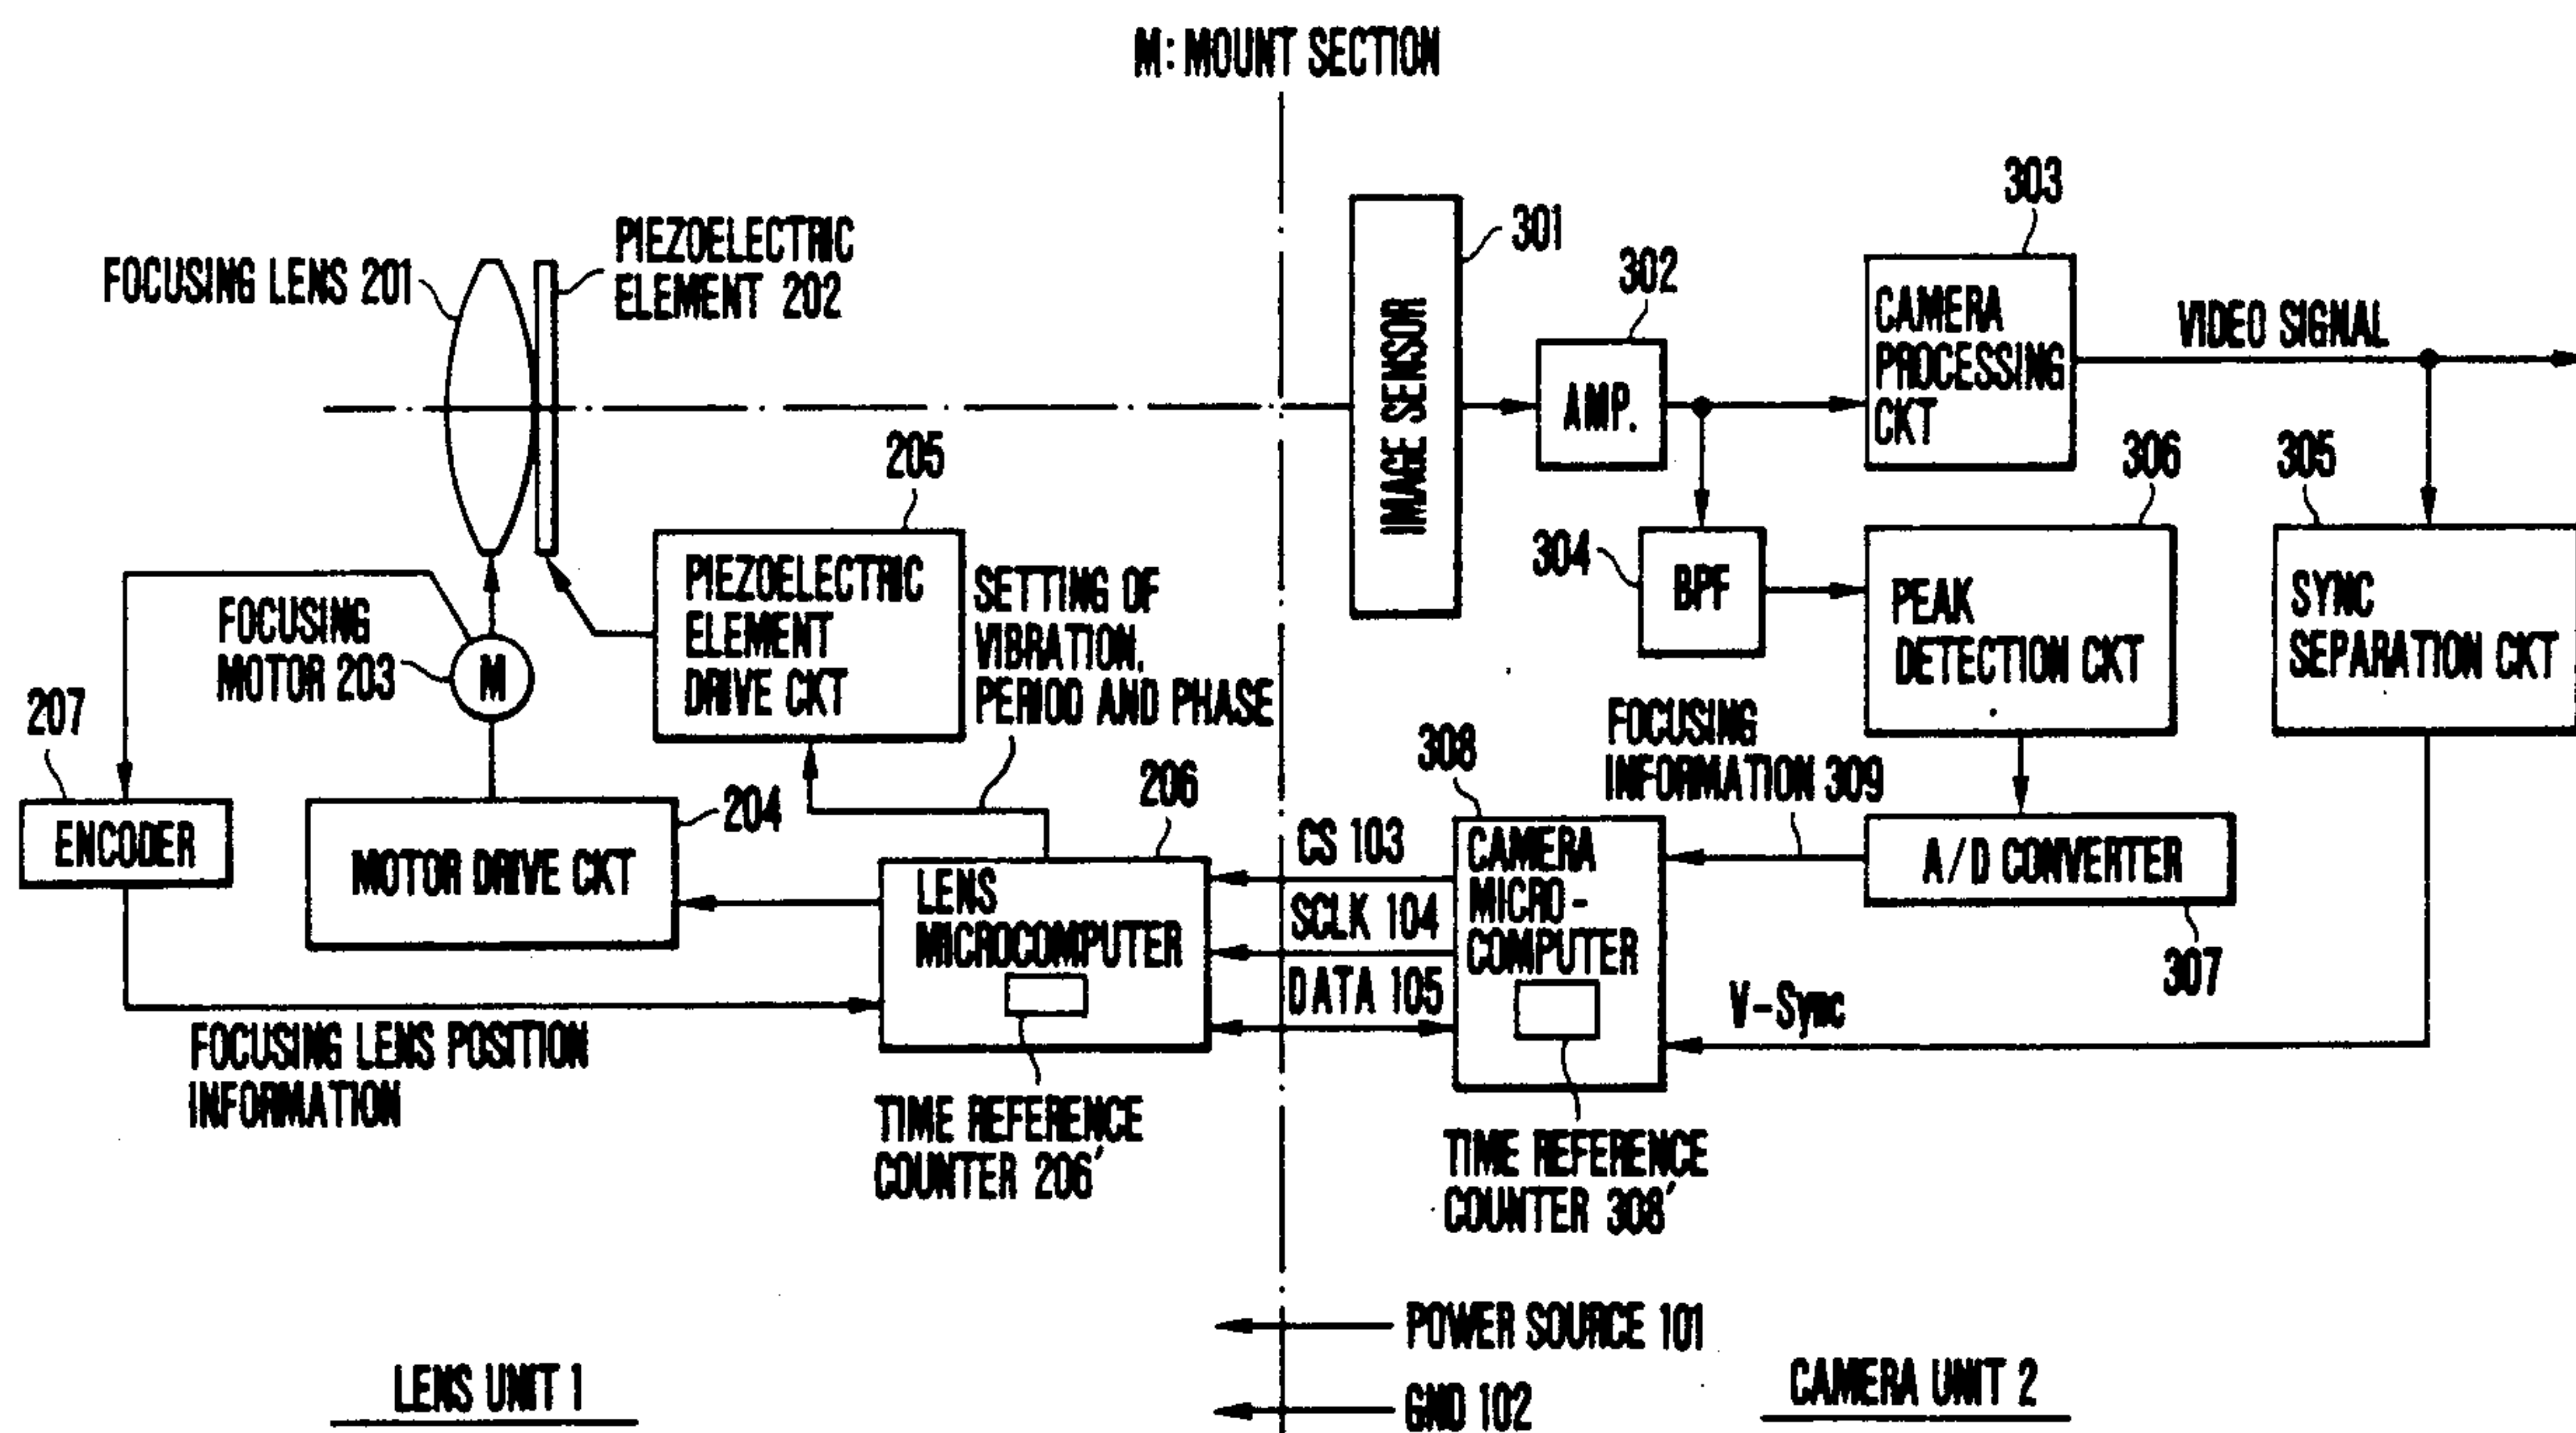 M: MOUNT SECTION
303
301
302
PIEZOELECTRIC
ELEMENT 202
FOCUSING LENS 201
IMAGE SENSOR
AMP.
CAMERA
PROCESSING
CKT
VIDEO SIGNAL
205
306
305
304
BPF
PIEZOELECTRIC
ELEMENT
DRIVE CKT
SETTING OF
VIBRATION.
PERIOD AND PHASE
PEAK
DETECTION CKT
SYNC
SEPARATION CKT
FOCUSING
MOTOR 203
M
207
ENCODER
204
MOTOR DRIVE CKT
206
LENS
MICROCOMPUTER
CS 103
SCLK 104
DATA 105
308
CAMERA
MICRO-
COMPUTER
FOCUSING
INFORMATION 309
A/D CONVERTER
307
V-Sync
FOCUSING LENS POSITION
INFORMATION
TIME REFERENCE
COUNTER 206'
TIME REFERENCE
COUNTER 308'
POWER SOURCE 101
GND 102
LENS UNIT 1
CAMERA UNIT 2